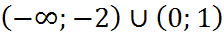 (−∞; −2) ∪ (0; 1)